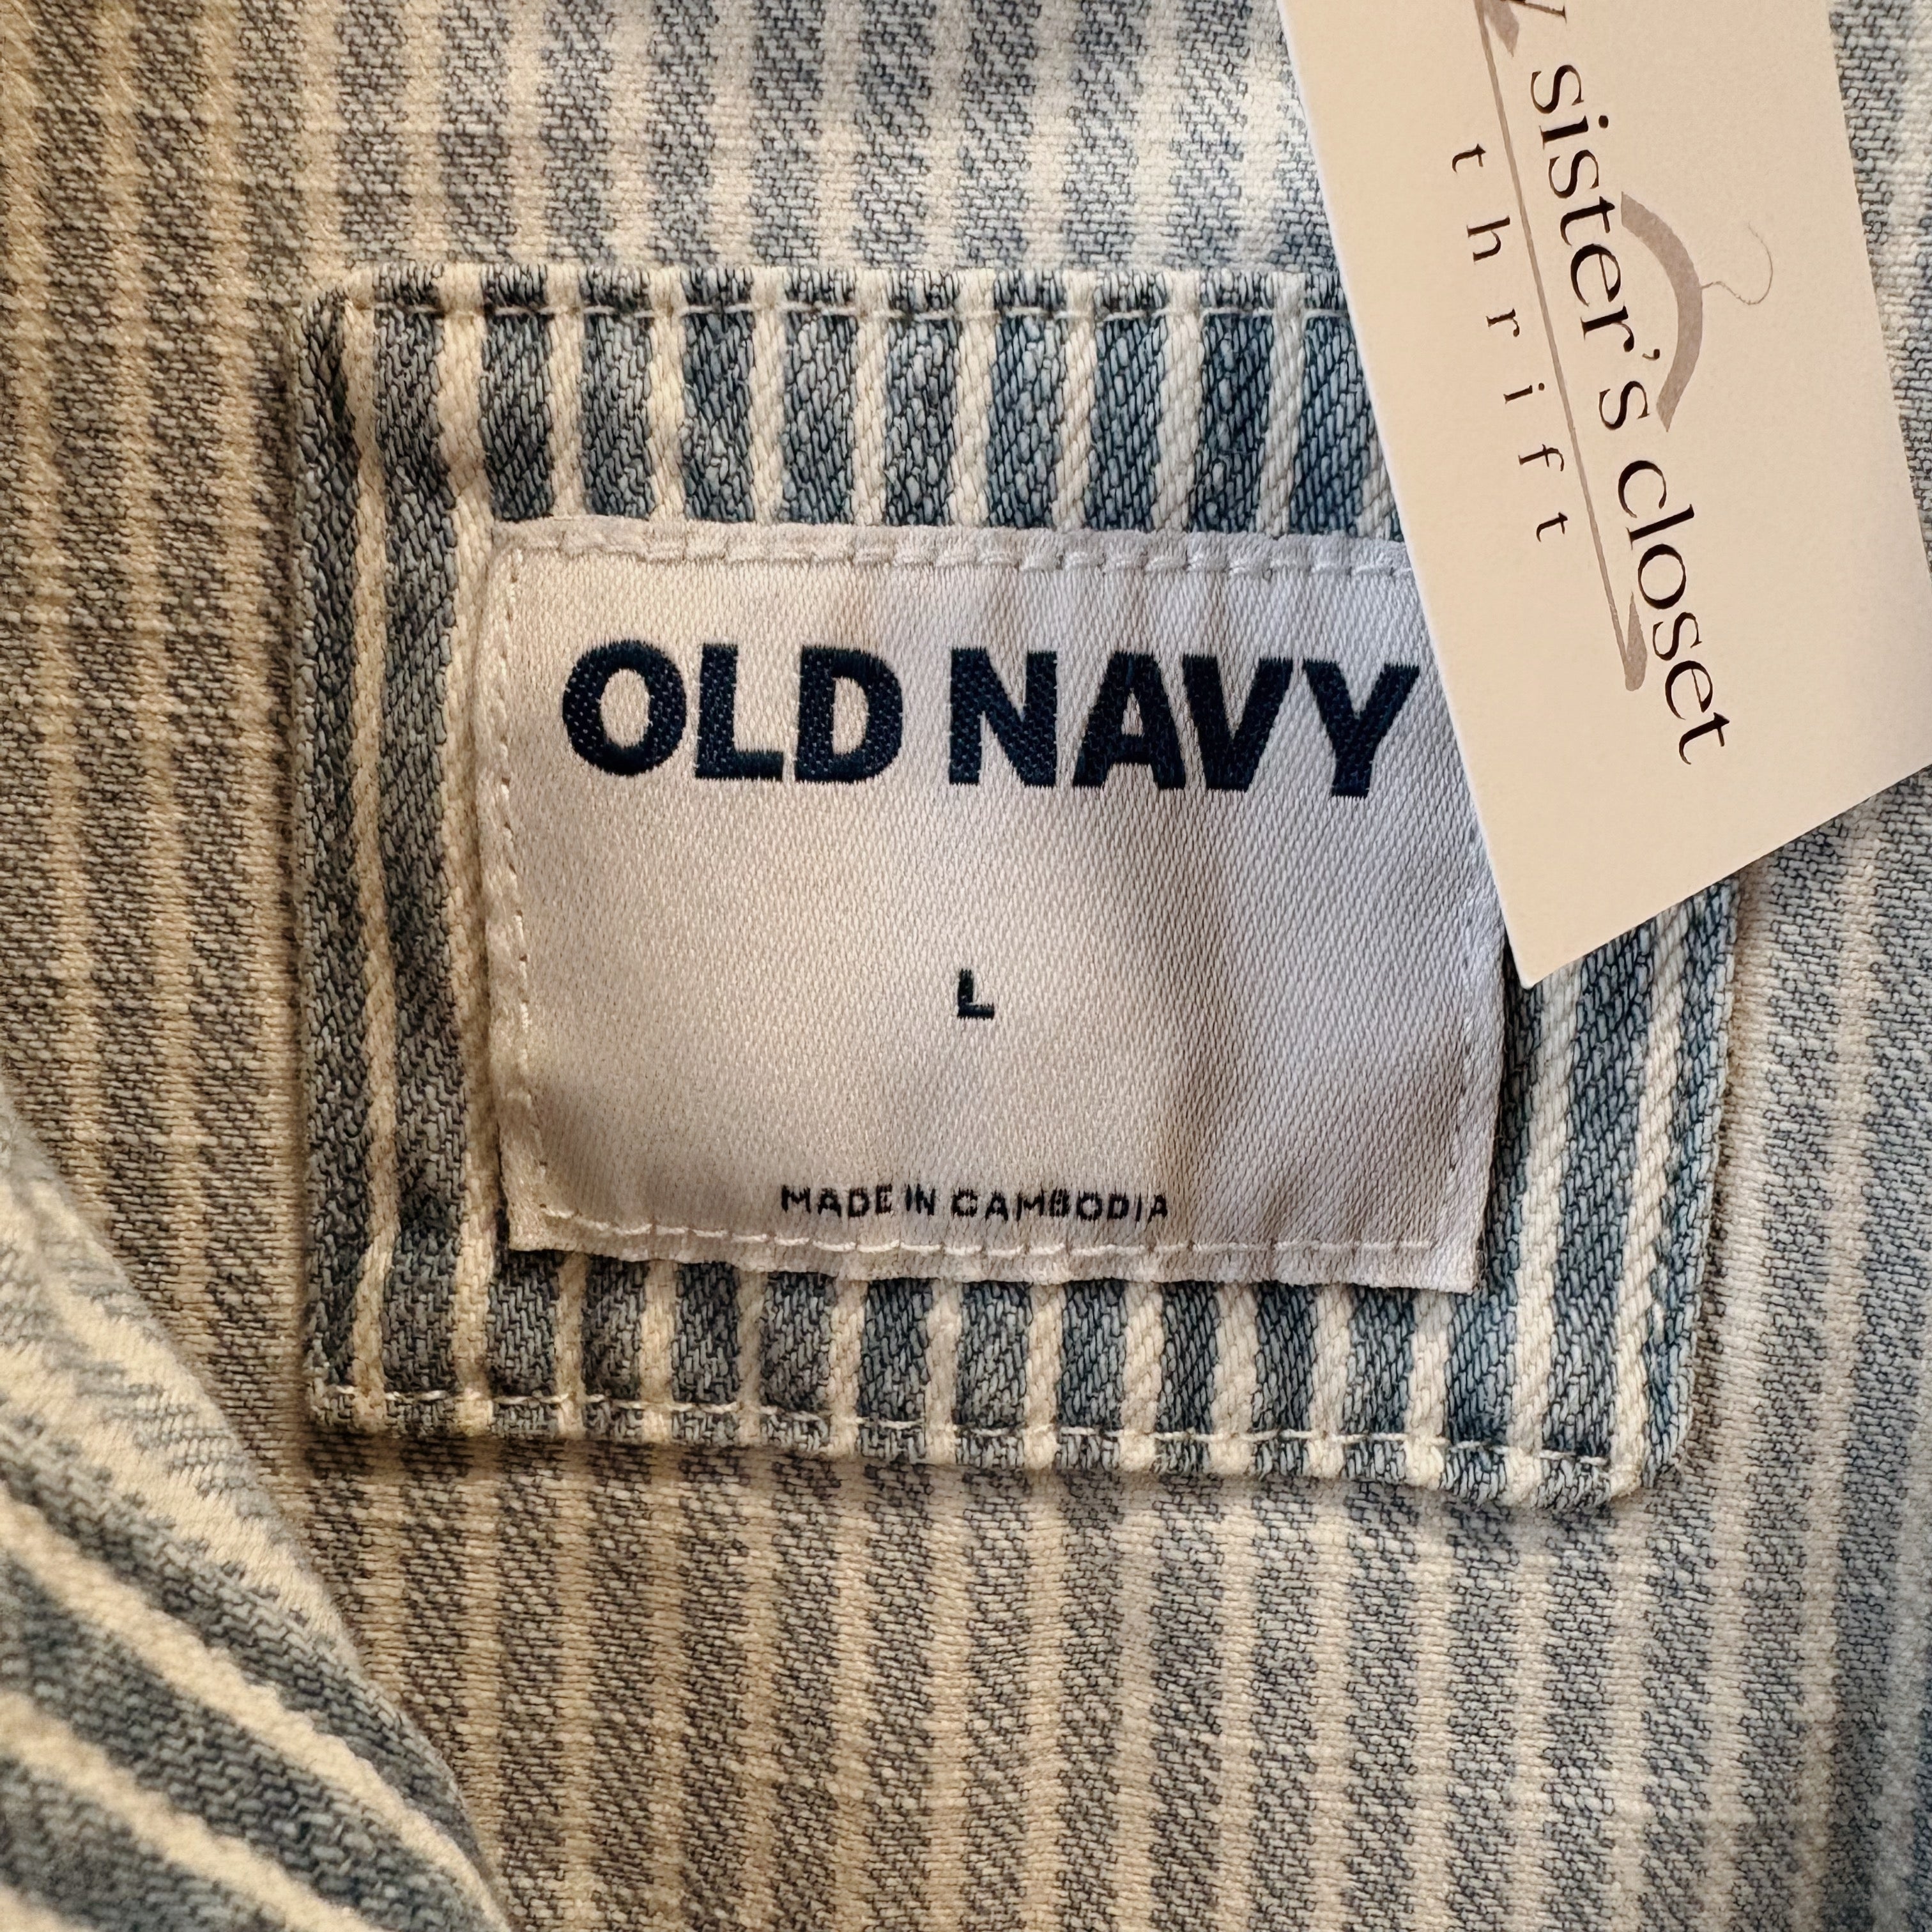 OLD NAVY
L
MADE IN CAMBODIA
sister's closet
thrift